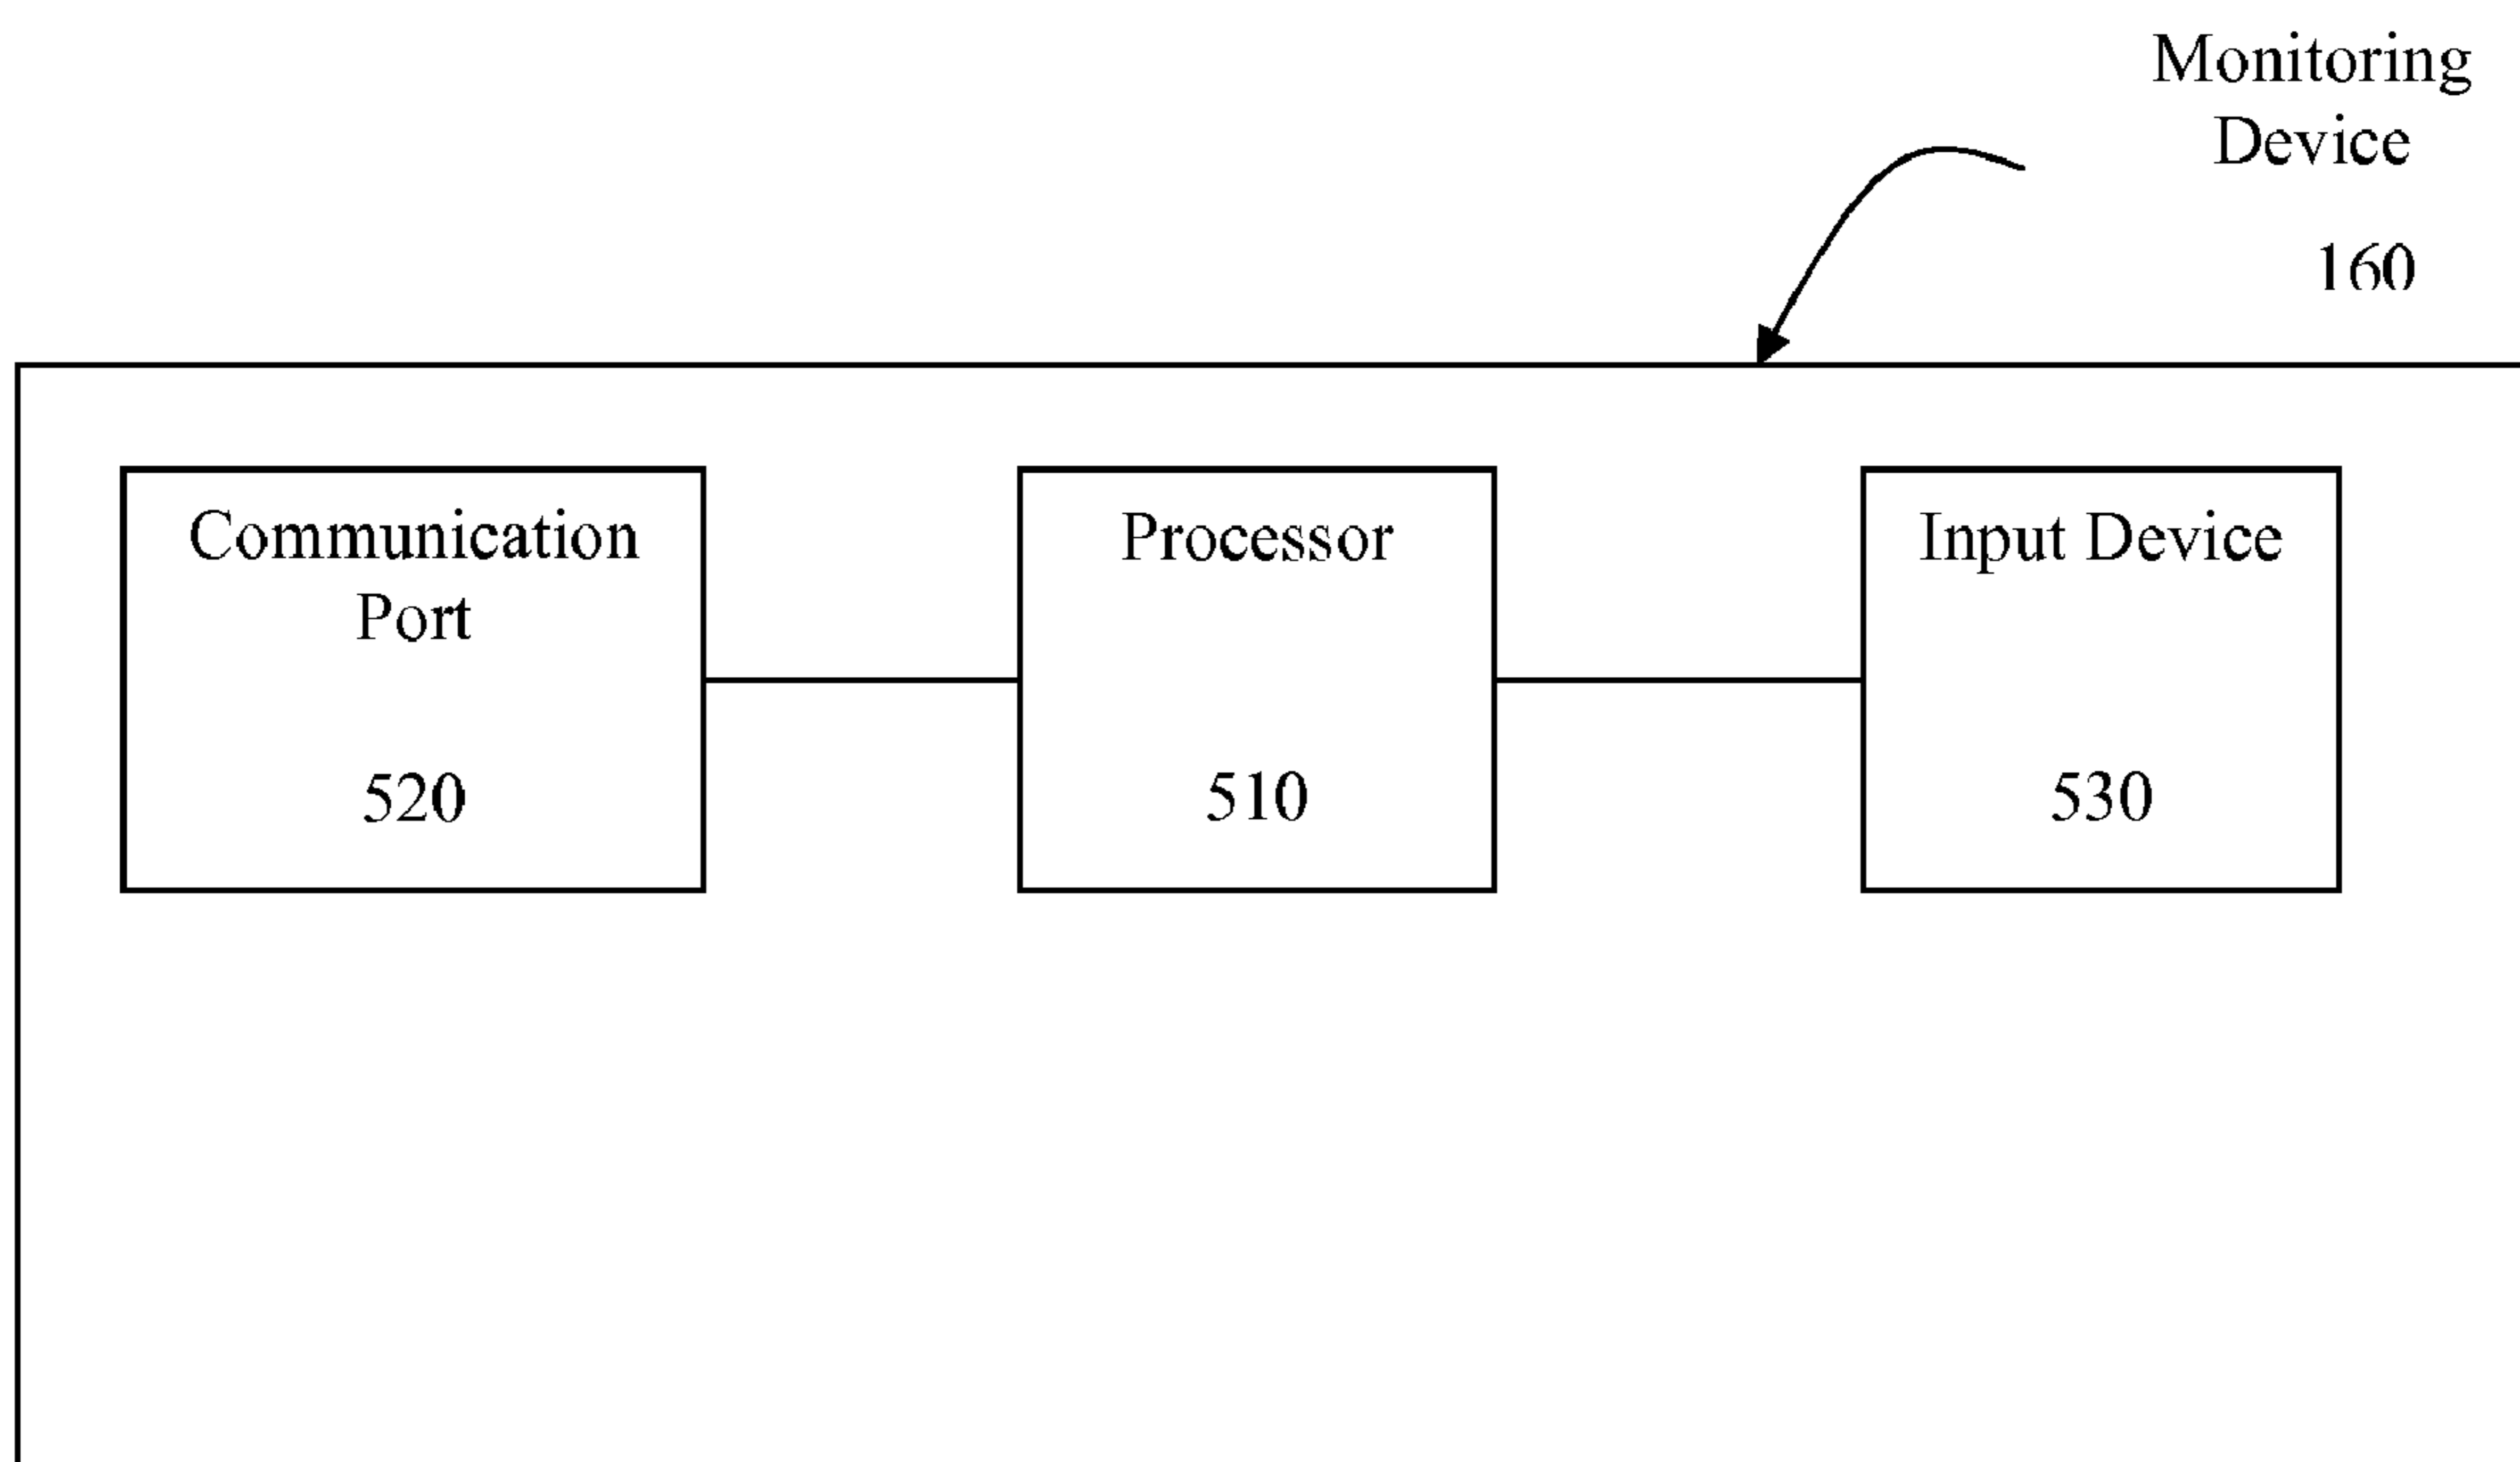 Monitoring
Device
160
Communication
Port
520
Processor
510
Input Device
530